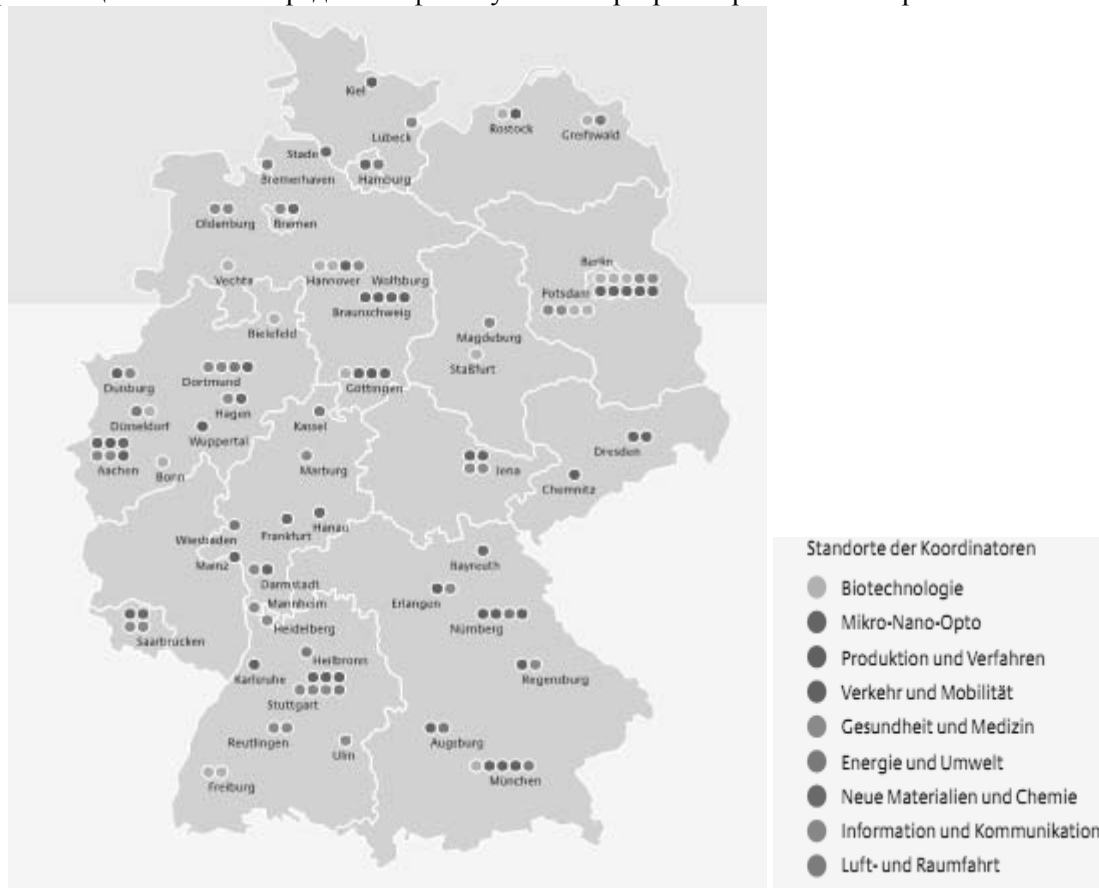 Kiel
Lübeck
Rostock
Greifswald
Stade
Bremerhaven
Hamburg
Oldenburg
Bremen
Berlin
Vechta
Hannover Wolfsburg
Potsdam
Braunschweig
Bielefeld
Magdeburg
Staßfurt
Duisburg
Dortmund
Göttingen
Hagen
Düsseldorf
Kassel
Wuppertal
Dresden
Aachen
Bonn
Marburg
Jena
Chemnitz
Wiesbaden
Frankfurt
Hanau
Mainz
Bayreuth
Darmstadt
Mannheim
Erlangen
Heidelberg
Nürnberg
Saarbrücken
Heilbronn
Karlsruhe
Regensburg
Stuttgart
Reutlingen
Augsburg
Ulm
München
Freiburg
Standorte der Koordinatoren
Biotechnologie
Mikro-Nano-Opto
Produktion und Verfahren
Verkehr und Mobilität
Gesundheit und Medizin
Energie und Umwelt
Neue Materialien und Chemie
Information und Kommunikation
Luft- und Raumfahrt